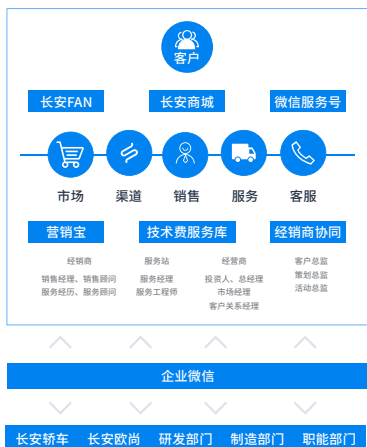 客户
长安FAN 长安商城 微信服务号
市场 渠道 销售 服务 客服
营销宝 技术费服务库 经销商协同
经销商 服务站 经营商 客户总监
销售经理、销售顾问 服务经理 投资人、总经理 策划总监
服务经历、服务顾问 服务工程师 市场经理 活动总监
客户关系经理
企业微信
长安轿车 长安欧尚 研发部门 制造部门 职能部门